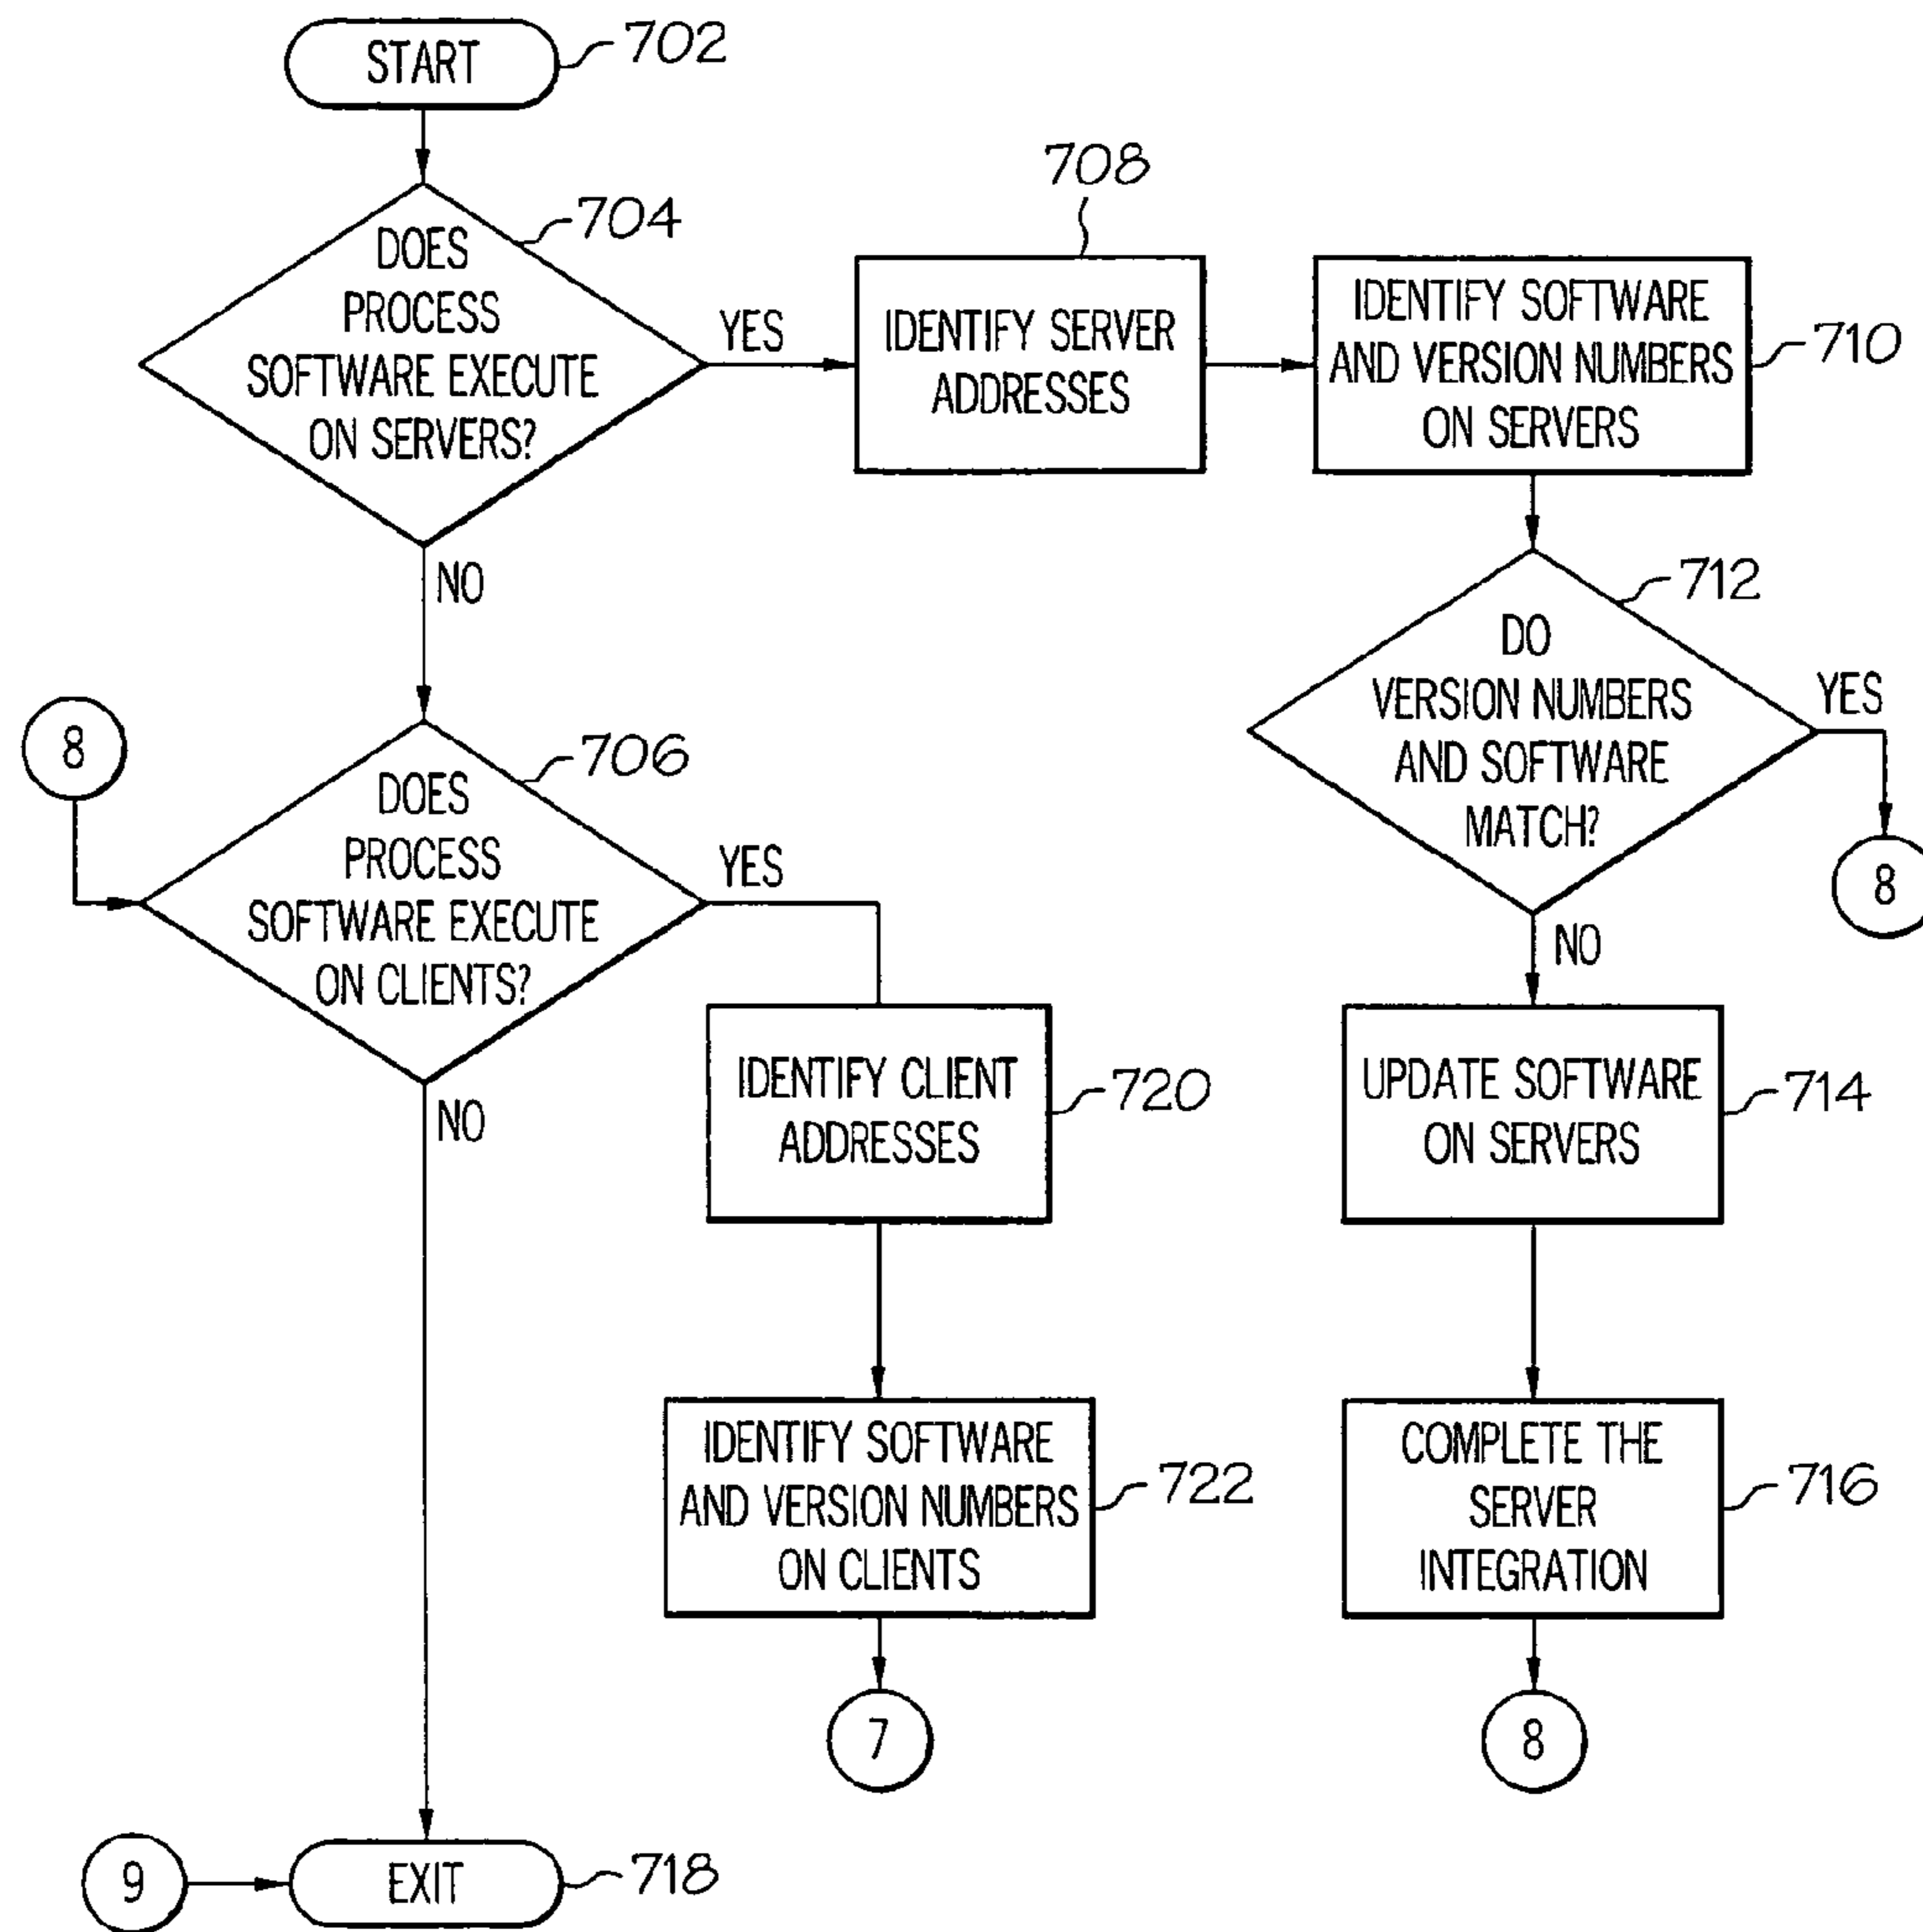 START
702
DOES
PROCESS
SOFTWARE EXECUTE
ON SERVERS?
704
YES
NO
708
IDENTIFY SERVER
ADDRESSES
IDENTIFY SOFTWARE
AND VERSION NUMBERS
ON SERVERS
710
DO
VERSION NUMBERS
AND SOFTWARE
MATCH?
712
YES
8
NO
8
DOES
PROCESS
SOFTWARE EXECUTE
ON CLIENTS?
706
YES
NO
IDENTIFY CLIENT
ADDRESSES
720
UPDATE SOFTWARE
ON SERVERS
714
IDENTIFY SOFTWARE
AND VERSION NUMBERS
ON CLIENTS
722
COMPLETE THE
SERVER
INTEGRATION
716
7
8
9
EXIT
718